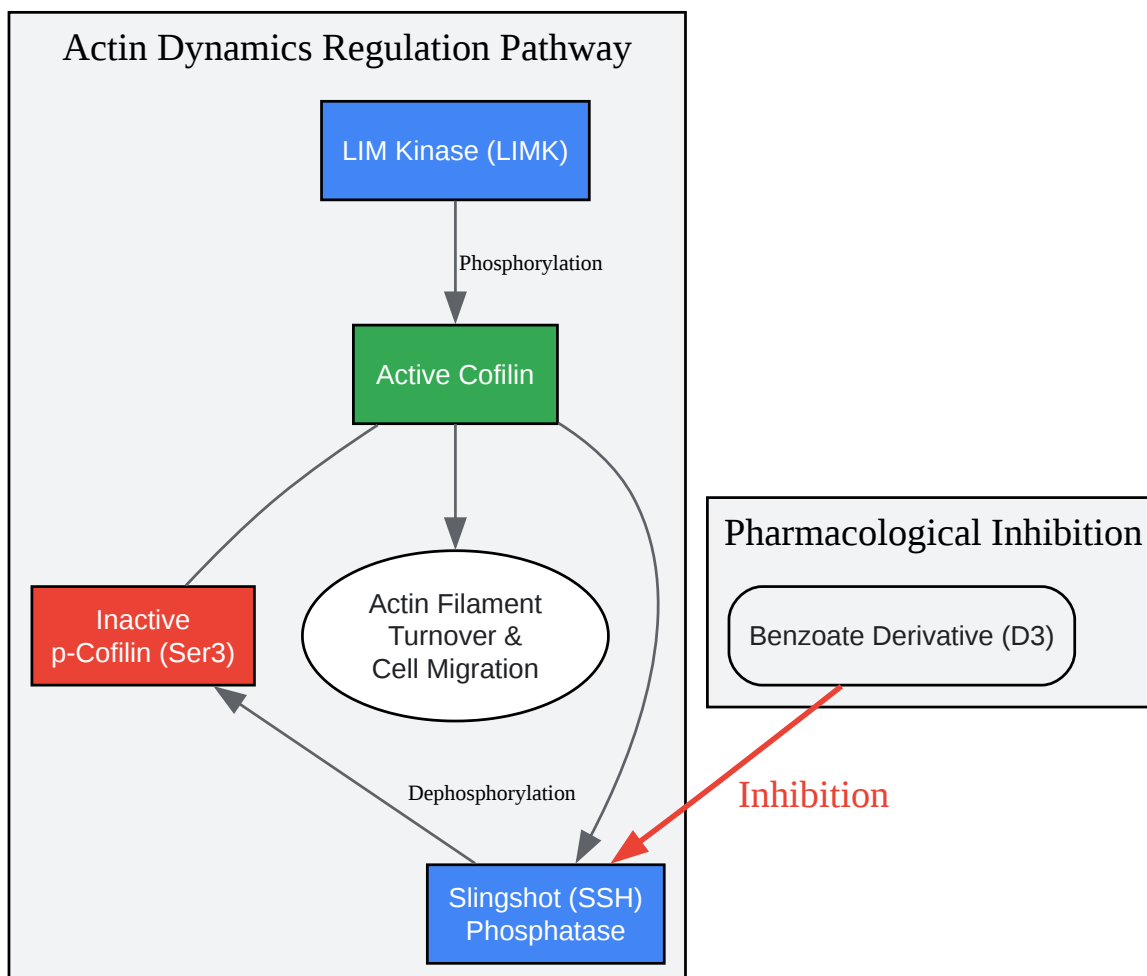 Actin Dynamics Regulation Pathway
LIM Kinase (LIMK)
Phosphorylation
Active Cofilin
Pharmacological Inhibition
Inactive
p-Cofilin (Ser3)
Actin Filament
Turnover &
Cell Migration
Benzoate Derivative (D3)
Dephosphorylation
Inhibition
Slingshot (SSH)
Phosphatase